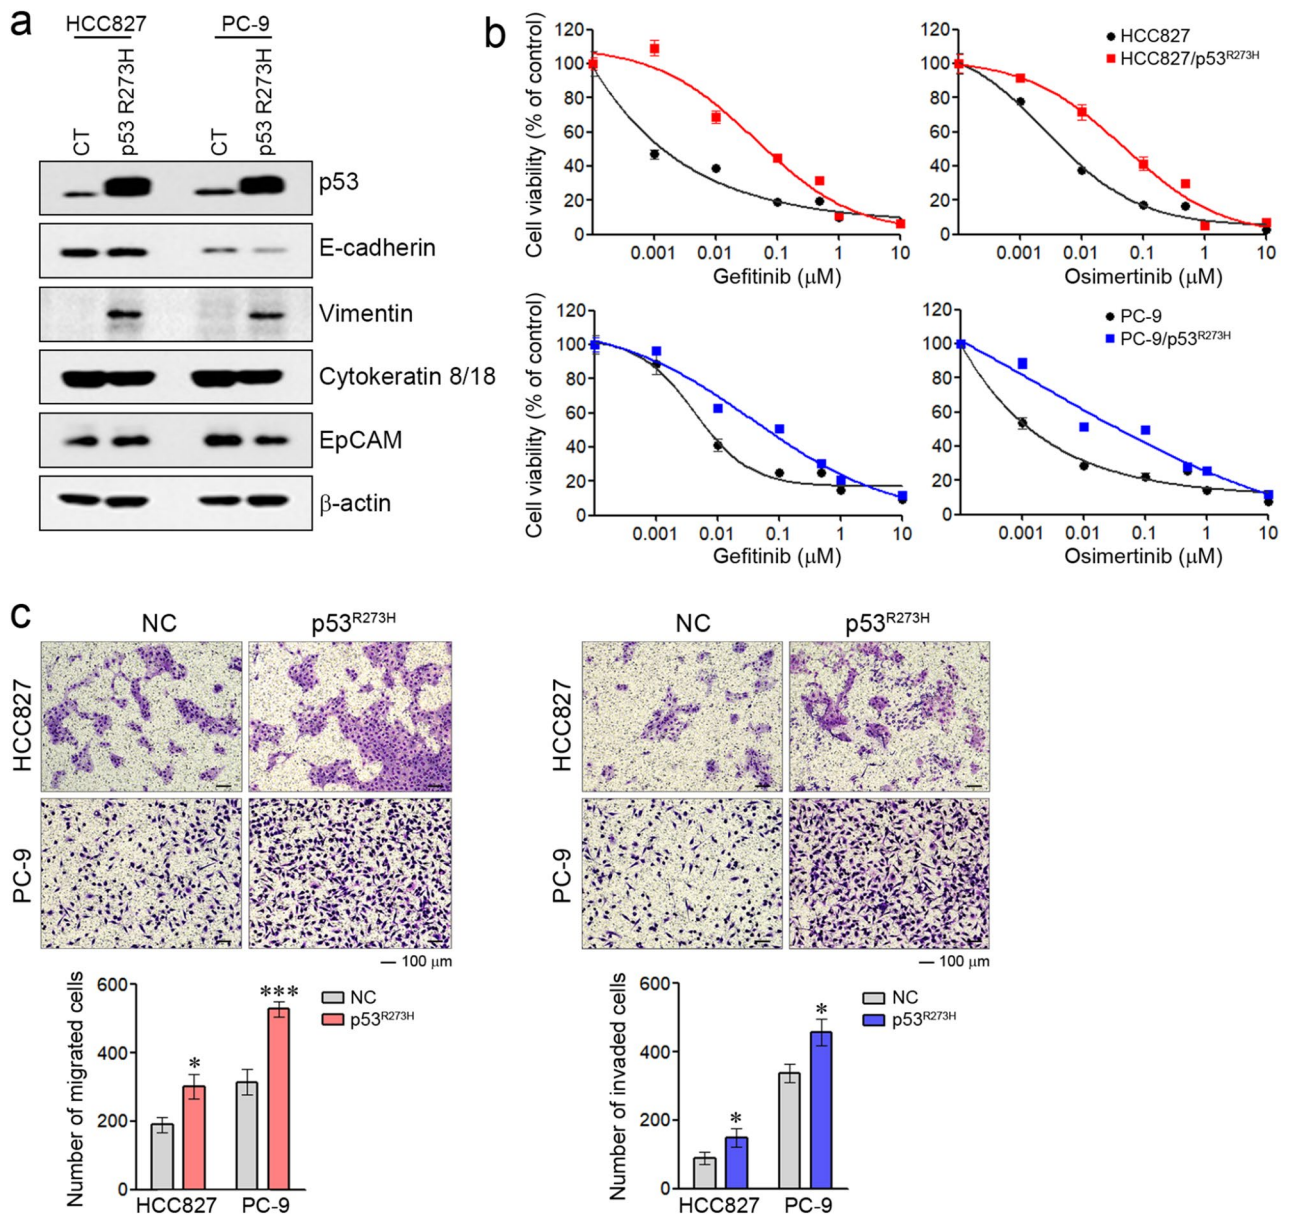 a
HCC827 PC-9
CT p53 R273H CT p53 R273H
p53
E-cadherin
Vimentin
Cytokeratin 8/18
EpCAM
β-actin
b
Cell viability (% of control)
120
100
80
60
40
20
0
0.001 0.01 0.1 1 10
Gefitinib (μM)
120
100
80
60
40
20
0
0.001 0.01 0.1 1 10
Osimertinib (μM)
HCC827
HCC827/p53R273H
Cell viability (% of control)
120
100
80
60
40
20
0
0.001 0.01 0.1 1 10
Gefitinib (μM)
120
100
80
60
40
20
0
0.001 0.01 0.1 1 10
Osimertinib (μM)
PC-9
PC-9/p53R273H
c
NC p53R273H
HCC827
PC-9
100 μm
NC p53R273H
HCC827
PC-9
100 μm
Number of migrated cells
600
400
200
0
*
***
HCC827 PC-9
NC
p53R273H
Number of invaded cells
600
400
200
0
*
*
HCC827 PC-9
NC
p53R273H